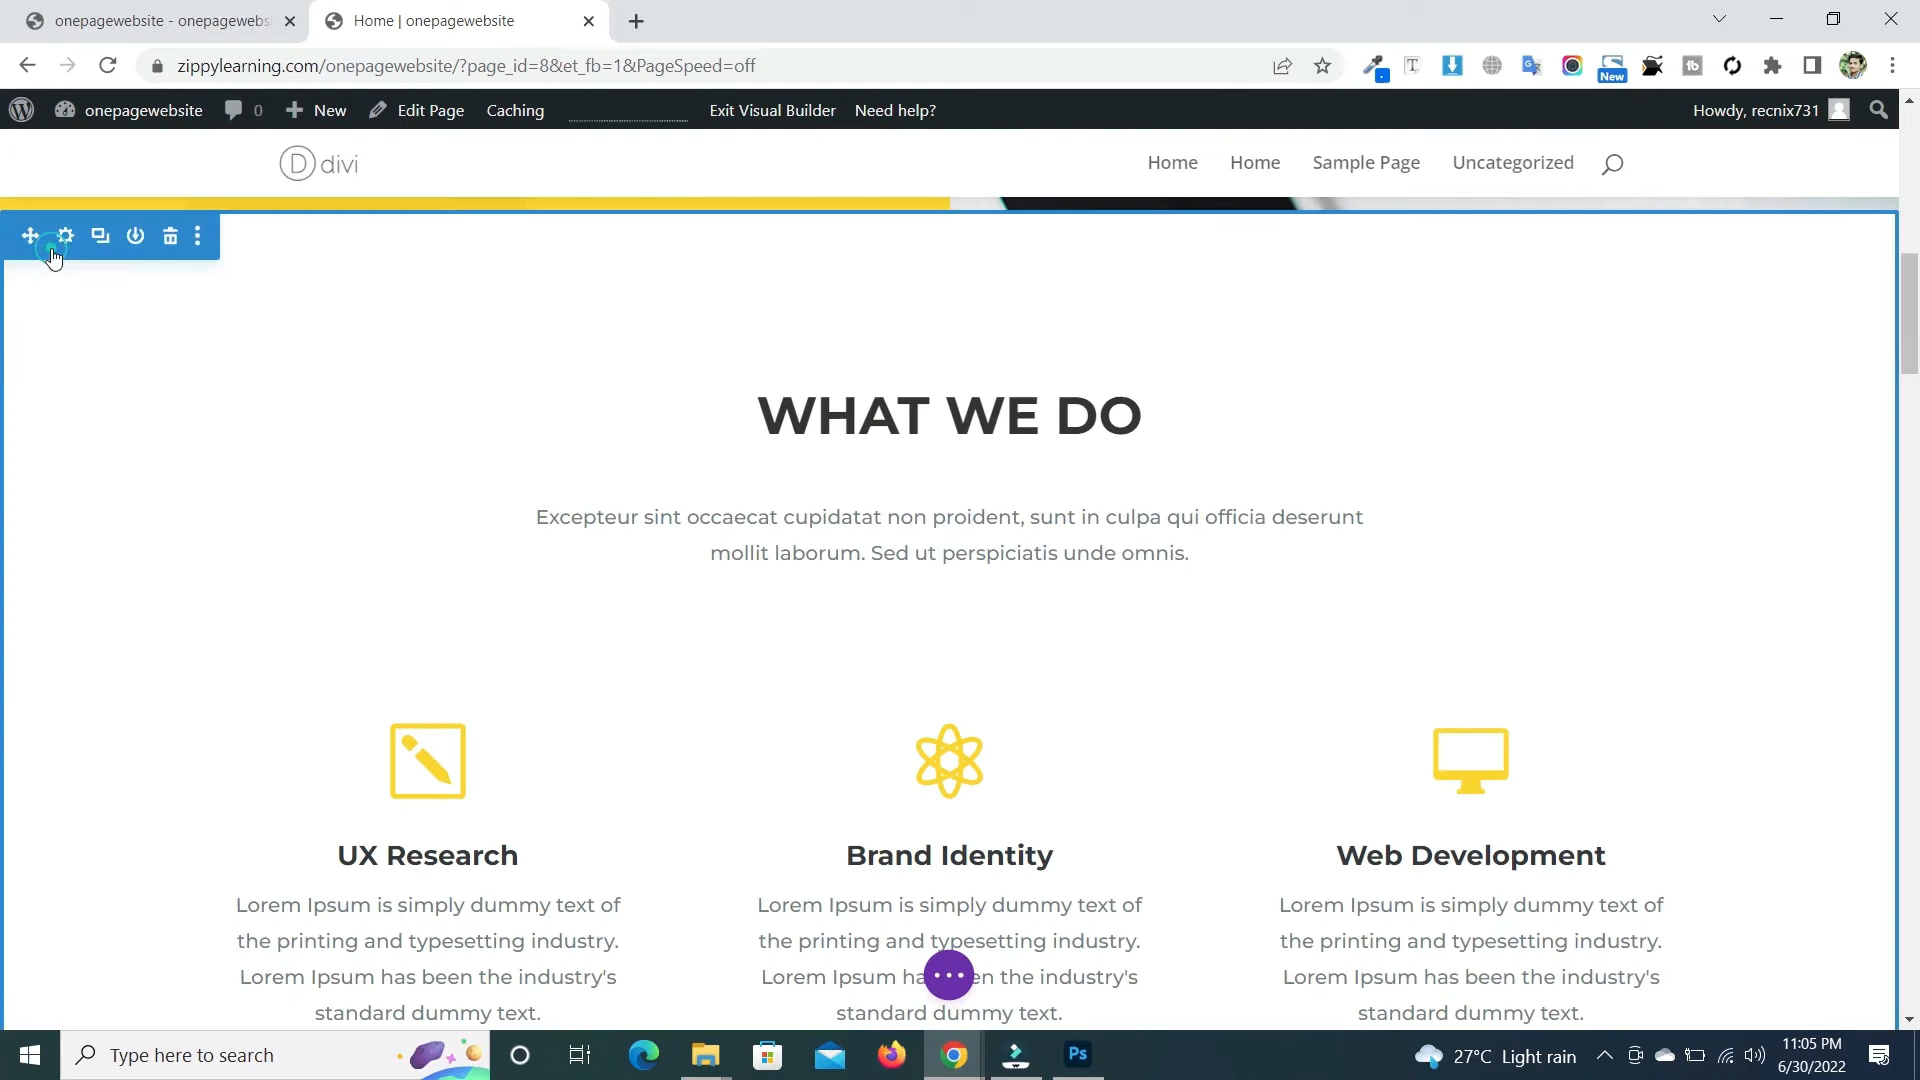 onepagewebsite - onepagewebs
Home | onepagewebsite
zippylearning.com/onepagewebsite/?page_id=8&et_fb=1&PageSpeed=off
New
onepagewebsite
0
New
Edit Page
Caching
Exit Visual Builder
Need help?
Howdy, recnix731
D divi
Home
Home
Sample Page
Uncategorized
WHAT WE DO
Excepteur sint occaecat cupidatat non proident, sunt in culpa qui officia deserunt
mollit laborum. Sed ut perspiciatis unde omnis.
UX Research
Lorem Ipsum is simply dummy text of
the printing and typesetting industry.
Lorem Ipsum has been the industry's
standard dummy text.
Brand Identity
Lorem Ipsum is simply dummy text of
the printing and typesetting industry.
Lorem Ipsum ha en the industry's
standard dummy text.
Web Development
Lorem Ipsum is simply dummy text of
the printing and typesetting industry.
Lorem Ipsum has been the industry's
standard dummy text.
Type here to search
Ps
27°C Light rain
11:05 PM
6/30/2022